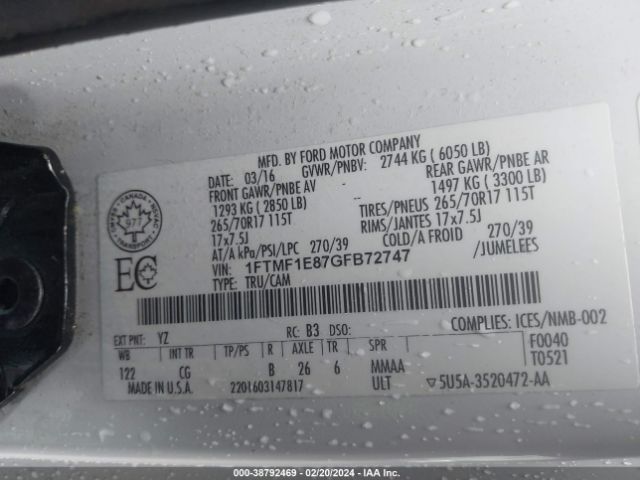 MFD. BY FORD MOTOR COMPANY
DATE: 03/16 GVWR/PNBV: 2744 KG ( 6050 LB)
FRONT GAWR/PNBE AV REAR GAWR/PNBE AR
1293 KG ( 2850 LB) 1497 KG ( 3300 LB)
265/70R17 115T TIRES/PNEUS 265/70R17 115T
17x7.5J RIMS/JANTES 17x7.5J
AT/A kPa/PSI/LPC 270/39 COLD/A FROID 270/39
VIN: 1FTMF1E87GFB72747 /JUMELEES
TYPE: TRU/CAM
CANADA
977
TRANSPORT
EC
EXT PNT: YZ RC: B3 DSO: COMPLIES: ICES/NMB-002
WB INT TR TP/PS R AXLE TR SPR F0040
122 CG B 26 6 MMAA T0521
MADE IN U.S.A. 2201603147817 ULT ▽5U5A-3520472-AA
000-38792469 - 02/20/2024 - IAA Inc.